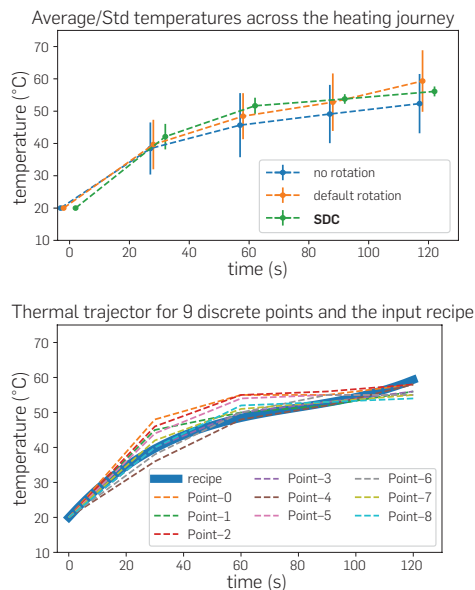 Average/Std temperatures across the heating journey
70
60
50
40
30
20
10
temperature (°C)
no rotation
default rotation
SDC
0 20 40 60 80 100 120
time (s)
Thermal trajector for 9 discrete points and the input recipe
70
60
50
40
30
20
10
temperature (°C)
recipe Point–3 Point–6
Point–0 Point–4 Point–7
Point–1 Point–5 Point–8
Point–2
0 20 40 60 80 100 120
time (s)